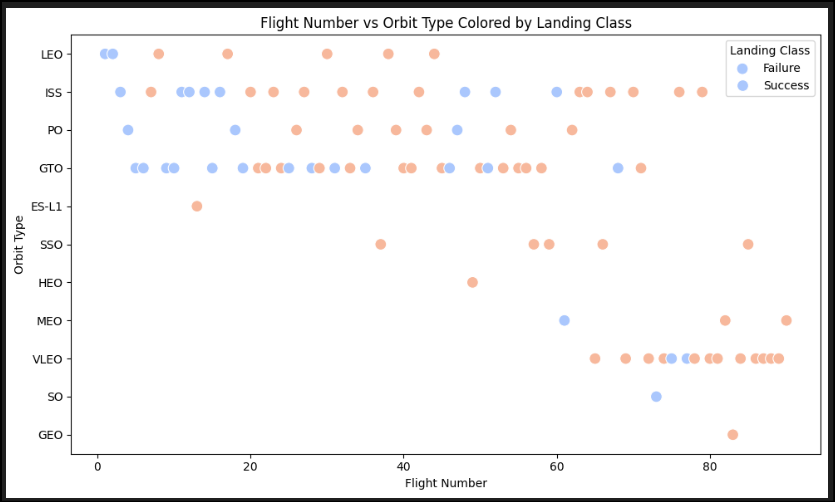 Flight Number vs Orbit Type Colored by Landing Class
Landing Class
Failure
Success
Orbit Type
LEO
ISS
PO
GTO
ES-L1
SSO
HEO
MEO
VLEO
SO
GEO
0 20 40 60 80
Flight Number